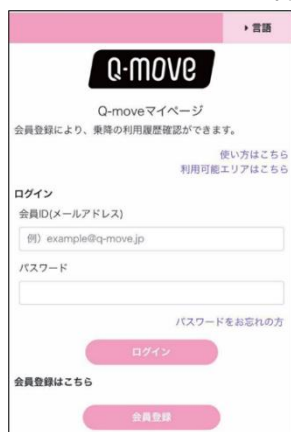 ▸言語
Q-move
Q-moveマイページ
会員登録により、乗降の利用履歴確認ができます。
使い方はこちら
利用可能エリアはこちら
ログイン
会員ID(メールアドレス)
例）example@q-move.jp
パスワード
パスワードをお忘れの方
ログイン
会員登録はこちら
会員登録